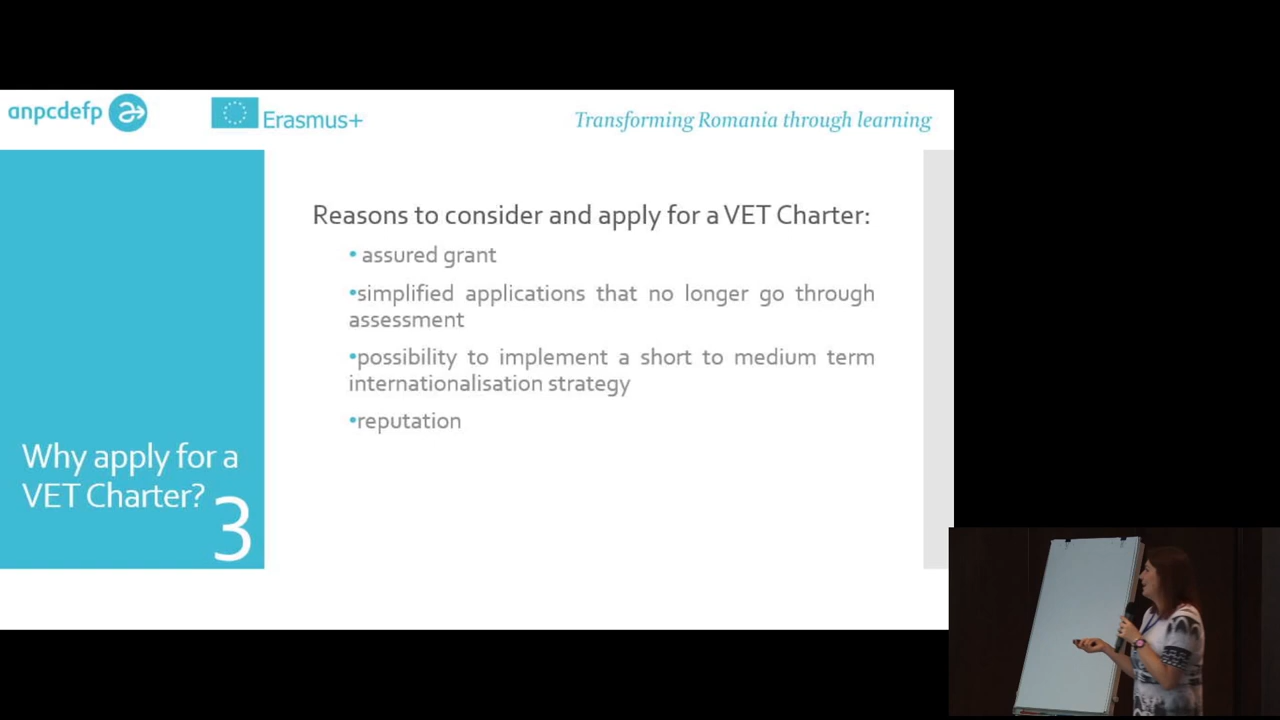 anpcdefp
Erasmus+
Transforming Romania through learning
Reasons to consider and apply for a VET Charter:
• assured grant
•simplified applications that no longer go through
assessment
•possibility to implement a short to medium term
internationalisation strategy
•reputation
Why apply for a
VET Charter?
3